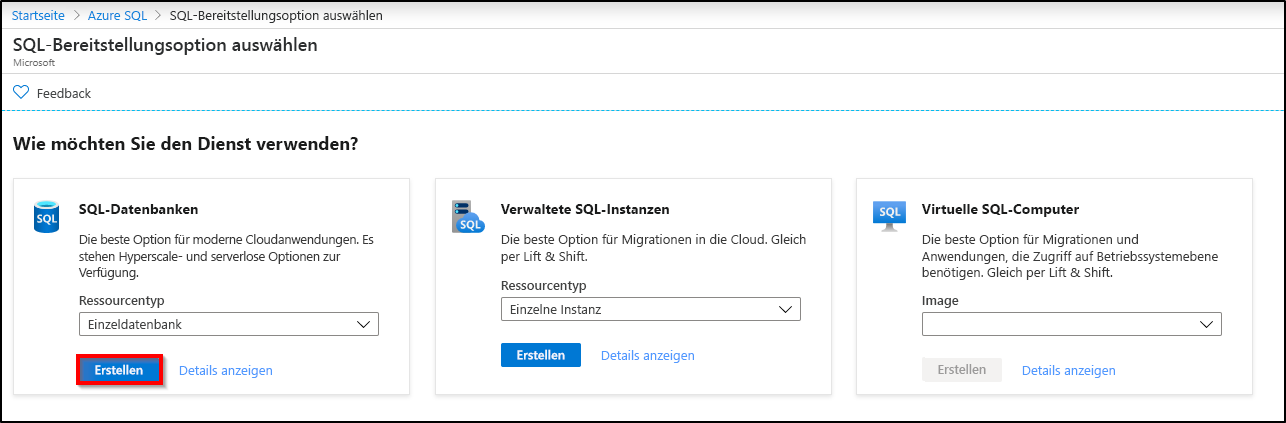 Startseite > Azure SQL > SQL-Bereitstellungsoption auswählen
SQL-Bereitstellungsoption auswählen
Microsoft
Feedback
Wie möchten Sie den Dienst verwenden?
SQL
SQL-Datenbanken
Die beste Option für moderne Cloudanwendungen. Es
stehen Hyperscale- und serverlose Optionen zur
Verfügung.
Ressourcentyp
Einzeldatenbank
Erstellen Details anzeigen
SQL
Verwaltete SQL-Instanzen
Die beste Option für Migrationen in die Cloud. Gleich
per Lift & Shift.
Ressourcentyp
Einzelne Instanz
Erstellen Details anzeigen
SQL
Virtuelle SQL-Computer
Die beste Option für Migrationen und
Anwendungen, die Zugriff auf Betriebssystemebene
benötigen. Gleich per Lift & Shift.
Image
Erstellen Details anzeigen